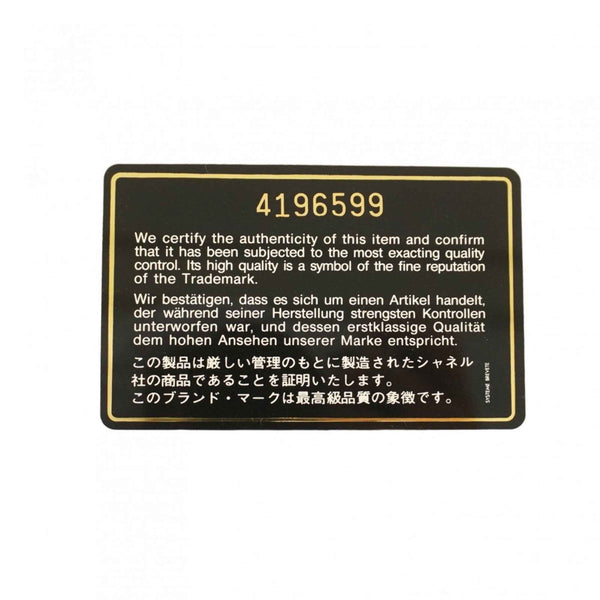 4196599
We certify the authenticity of this item and confirm
that it has been subjected to the most exacting quality
control. Its high quality is a symbol of the fine reputation
of the Trademark.
Wir bestätigen, dass es sich um einen Artikel handelt,
der während seiner Herstellung strengsten Kontrollen
unterworfen war, und dessen erstklassige Qualität
dem hohen Ansehen unserer Marke entspricht.
この製品は厳しい管理のもとに製造されたシャネル
社の商品であることを証明いたします。
このブランド・マークは最高級品質の象徴です。
SYSTEME BREVETE